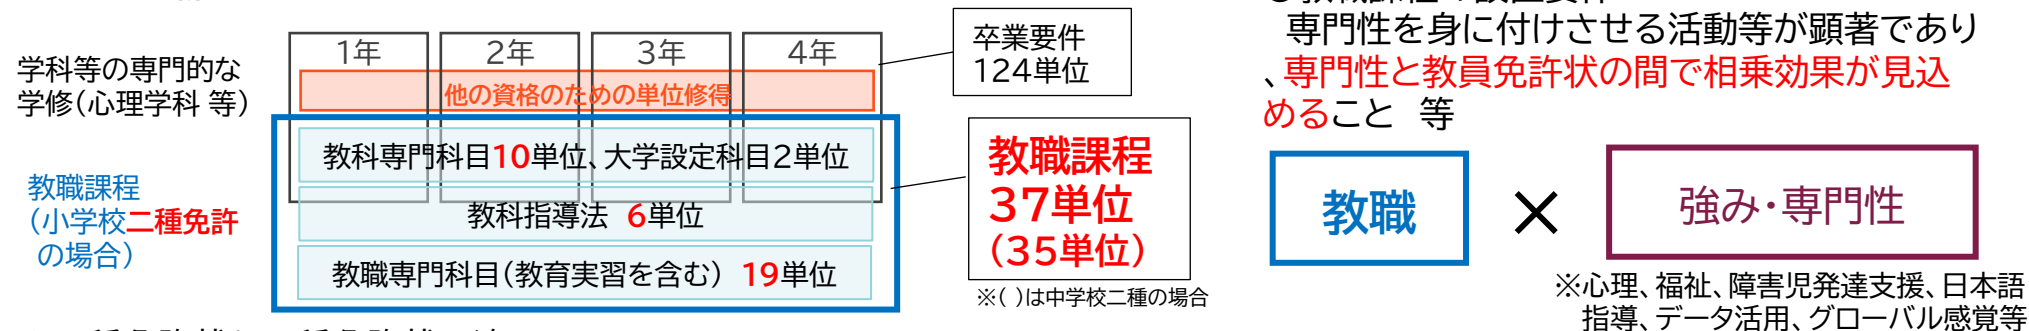 学科等の専門的な
学修(心理学科 等)
1年 2年 3年 4年
他の資格のための単位修得
卒業要件
124単位
教職課程
(小学校二種免許
の場合)
教科専門科目10単位、大学設定科目2単位
教科指導法 6単位
教職専門科目(教育実習を含む) 19単位
教職課程
37単位
(35単位)
※( )は中学校二種の場合
専門性を身に付けさせる活動等が顕著であり
、専門性と教員免許状の間で相乗効果が見込
めること 等
教職 × 強み・専門性
※心理、福祉、障害児発達支援、日本語
指導、データ活用、グローバル感覚等